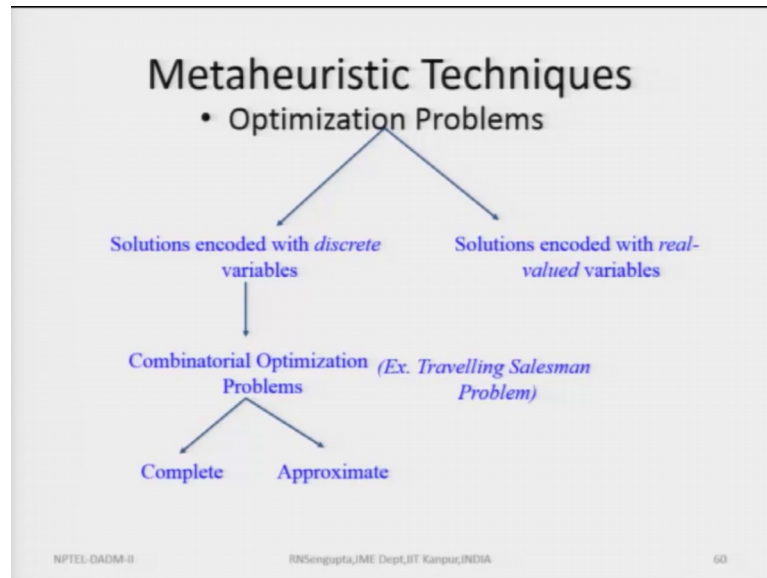 Metaheuristic Techniques
• Optimization Problems
Solutions encoded with discrete
variables
Solutions encoded with real-
valued variables
Combinatorial Optimization
Problems
(Ex. Travelling Salesman
Problem)
Complete
Approximate
NPTEL-DADM-II
RNSengupta,IME Dept,IIT Kanpur,INDIA
60